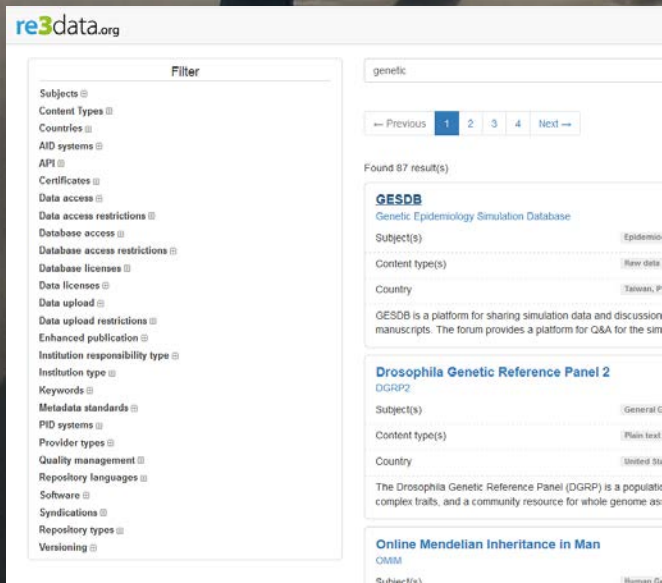 re3data.org
Filter
Subjects
Content Types
Countries
AID systems
API
Certificates
Data access
Data access restrictions
Database access
Database access restrictions
Database licenses
Data licenses
Data upload
Data upload restrictions
Enhanced publication
Institution responsibility type
Institution type
Keywords
Metadata standards
PID systems
Provider types
Quality management
Repository languages
Software
Syndications
Repository types
Versioning
genetic
← Previous 1 2 3 4 Next →
Found 87 result(s)
GESDB
Genetic Epidemiology Simulation Database
Subject(s)
Content type(s) Raw data
Country Taiwan,
GESDB is a platform for sharing simulation data and discussion
manuscripts. The forum provides a platform for Q&A for the
Drosophila Genetic Reference Panel 2
DGRP2
Subject(s) General
Content type(s) Plain text
Country United
The Drosophila Genetic Reference Panel (DGRP) is a
complex traits, and a community resource for whole genome
Online Mendelian Inheritance in Man
OMIM
Subject(s) Human